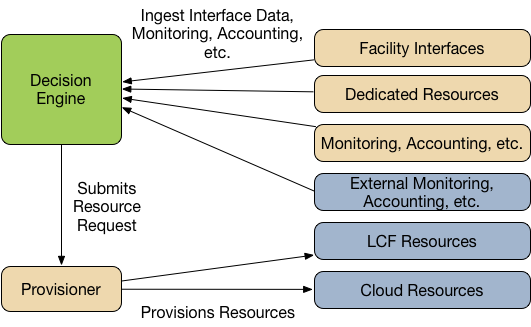 Ingest Interface Data,
Monitoring, Accounting,
etc.
Decision
Engine
Facility Interfaces
Dedicated Resources
Monitoring, Accounting, etc.
External Monitoring,
Accounting, etc.
Submits
Resource
Request
LCF Resources
Provisioner
Cloud Resources
Provisions Resources